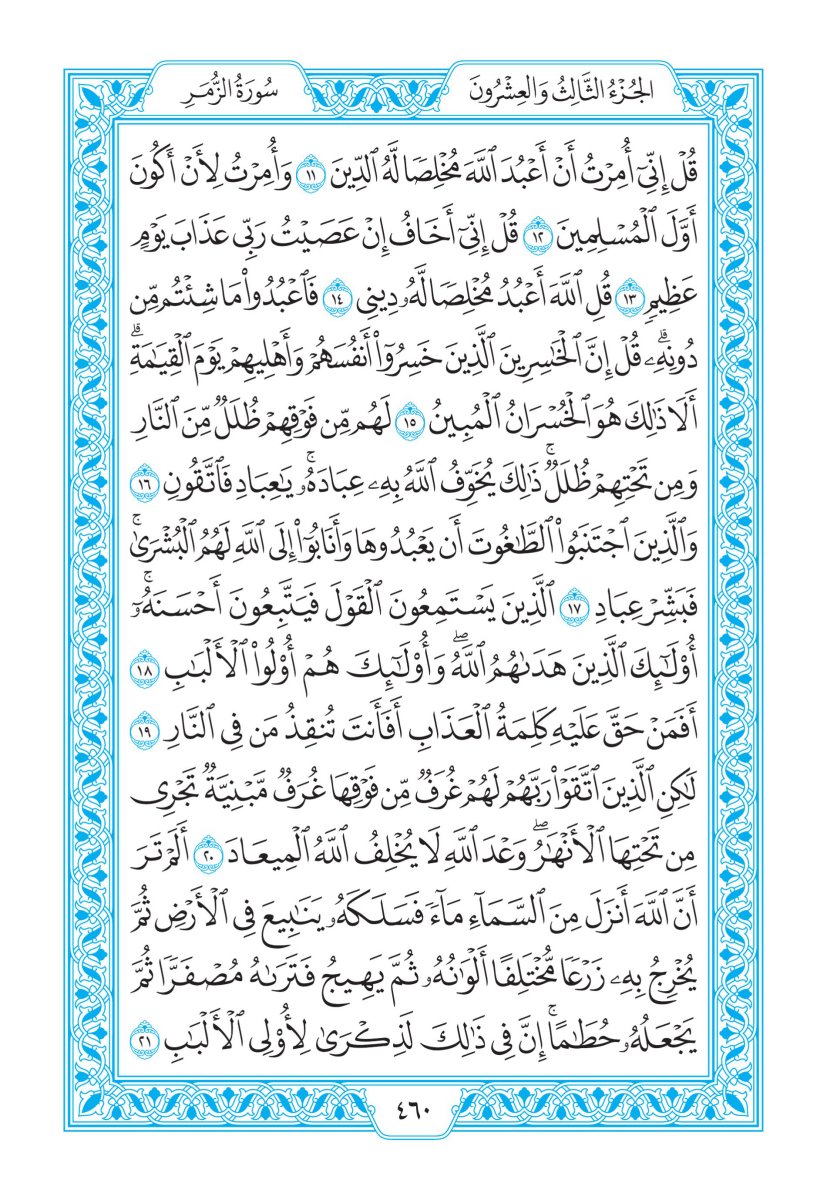 الجُزْءُ الثَّالِثُ وَالعِشْرُونَ
سُورَةُ الزُّمَرِ
قُلْ إِنِّيٓ أُمِرْتُ أَنْ أَعْبُدَ ٱللَّهَ مُخْلِصٗا لَّهُ ٱلدِّينَ ١١ وَأُمِرْتُ لِأَنْ أَكُونَ
أَوَّلَ ٱلْمُسْلِمِينَ ١٢ قُلْ إِنِّيٓ أَخَافُ إِنْ عَصَيْتُ رَبِّي عَذَابَ يَوْمٍ
عَظِيمٖ ١٣ قُلِ ٱللَّهَ أَعْبُدُ مُخْلِصٗا لَّهُۥ دِينِي ١٤ فَٱعْبُدُوا۟ مَا شِئْتُم مِّن
دُونِهِۦۗ قُلْ إِنَّ ٱلْخَٰسِرِينَ ٱلَّذِينَ خَسِرُوٓا۟ أَنفُسَهُمْ وَأَهْلِيهِمْ يَوْمَ ٱلْقِيَٰمَةِۗ
أَلَا ذَٰلِكَ هُوَ ٱلْخُسْرَانُ ٱلْمُبِينُ ١٥ لَهُم مِّن فَوْقِهِمْ ظُلَلٞ مِّنَ ٱلنَّارِ
وَمِن تَحْتِهِمْ ظُلَلٞۚ ذَٰلِكَ يُخَوِّفُ ٱللَّهُ بِهِۦ عِبَادَهُۥۚ يَٰعِبَادِ فَٱتَّقُونِ ١٦
وَٱلَّذِينَ ٱجْتَنَبُوا۟ ٱلطَّٰغُوتَ أَن يَعْبُدُوهَا وَأَنَابُوٓا۟ إِلَى ٱللَّهِ لَهُمُ ٱلْبُشْرَىٰۚ
فَبَشِّرْ عِبَادِ ١٧ ٱلَّذِينَ يَسْتَمِعُونَ ٱلْقَوْلَ فَيَتَّبِعُونَ أَحْسَنَهُۥٓۚ
أُو۟لَٰٓئِكَ ٱلَّذِينَ هَدَىٰهُمُ ٱللَّهُۖ وَأُو۟لَٰٓئِكَ هُمْ أُو۟لُوا۟ ٱلْأَلْبَٰبِ ١٨
أَفَمَنْ حَقَّ عَلَيْهِ كَلِمَةُ ٱلْعَذَابِ أَفَأَنتَ تُنقِذُ مَن فِي ٱلنَّارِ ١٩
لَٰكِنِ ٱلَّذِينَ ٱتَّقَوْا۟ رَبَّهُمْ لَهُمْ غُرَفٞ مِّن فَوْقِهَا غُرَفٞ مَّبْنِيَّةٞ تَجْرِي
مِن تَحْتِهَا ٱلْأَنْهَٰرُۖ وَعْدَ ٱللَّهِ لَا يُخْلِفُ ٱللَّهُ ٱلْمِيعَادَ ٢٠ أَلَمْ تَرَ
أَنَّ ٱللَّهَ أَنزَلَ مِنَ ٱلسَّمَآءِ مَآءٗ فَسَلَكَهُۥ يَنَٰبِيعَ فِي ٱلْأَرْضِ ثُمَّ
يُخْرِجُ بِهِۦ زَرْعٗا مُّخْتَلِفًا أَلْوَٰنُهُۥ ثُمَّ يَهِيجُ فَتَرَىٰهُ مُصْفَرّٗا ثُمَّ
يَجْعَلُهُۥ حُطَٰمًاۚ إِنَّ فِي ذَٰلِكَ لَذِكْرَىٰ لِأُو۟لِي ٱلْأَلْبَٰبِ ٢١
٤٦٠